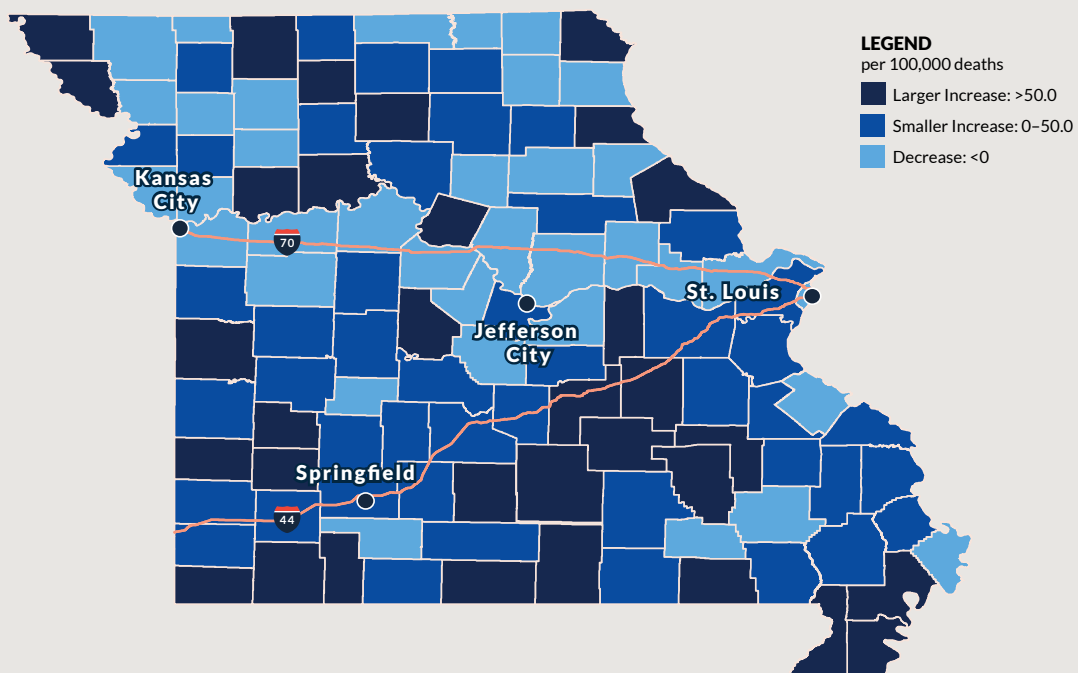 LEGEND
per 100,000 deaths
Larger Increase: >50.0
Smaller Increase: 0–50.0
Decrease: <0
Kansas
City
70
St. Louis
Jefferson
City
Springfield
44